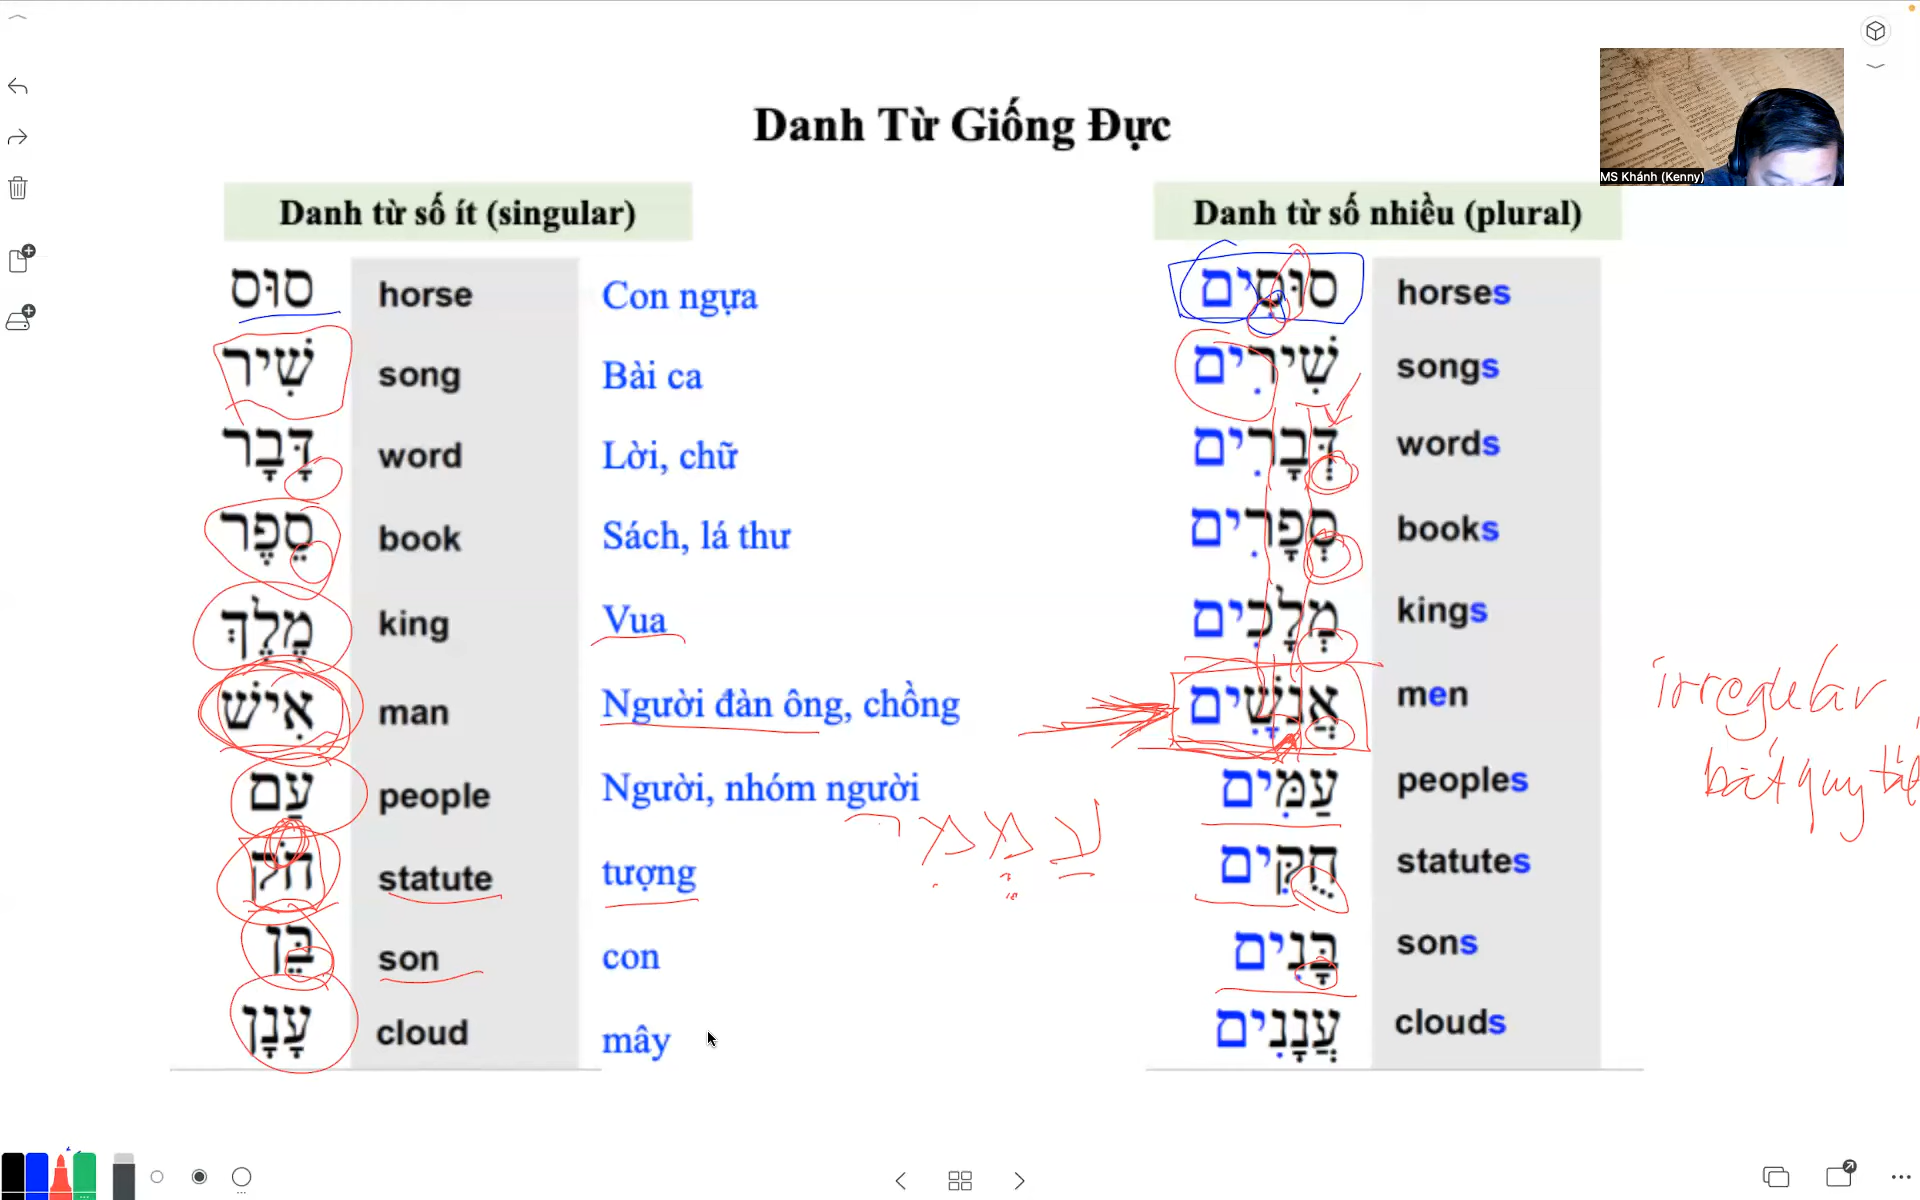 Danh Từ Giống Đực
MS Khánh (Kenny)
Danh từ số ít (singular)
סוּס horse Con ngựa
שִׁיר song Bài ca
דָּבָר word Lời, chữ
סֵפֶר book Sách, lá thư
מֶלֶךְ king Vua
אִישׁ man Người đàn ông, chồng
עַם people Người, nhóm người
חֹק statute tượng
בֵּן son con
עָנָן cloud mây
Danh từ số nhiều (plural)
סוּסִים horses
שִׁירִים songs
דְּבָרִים words
סְפָרִים books
מְלָכִים kings
אֲנָשִׁים men
עַמִּים peoples
חֻקִּים statutes
בָּנִים sons
עֲנָנִים clouds
irregular
bất quy tắc